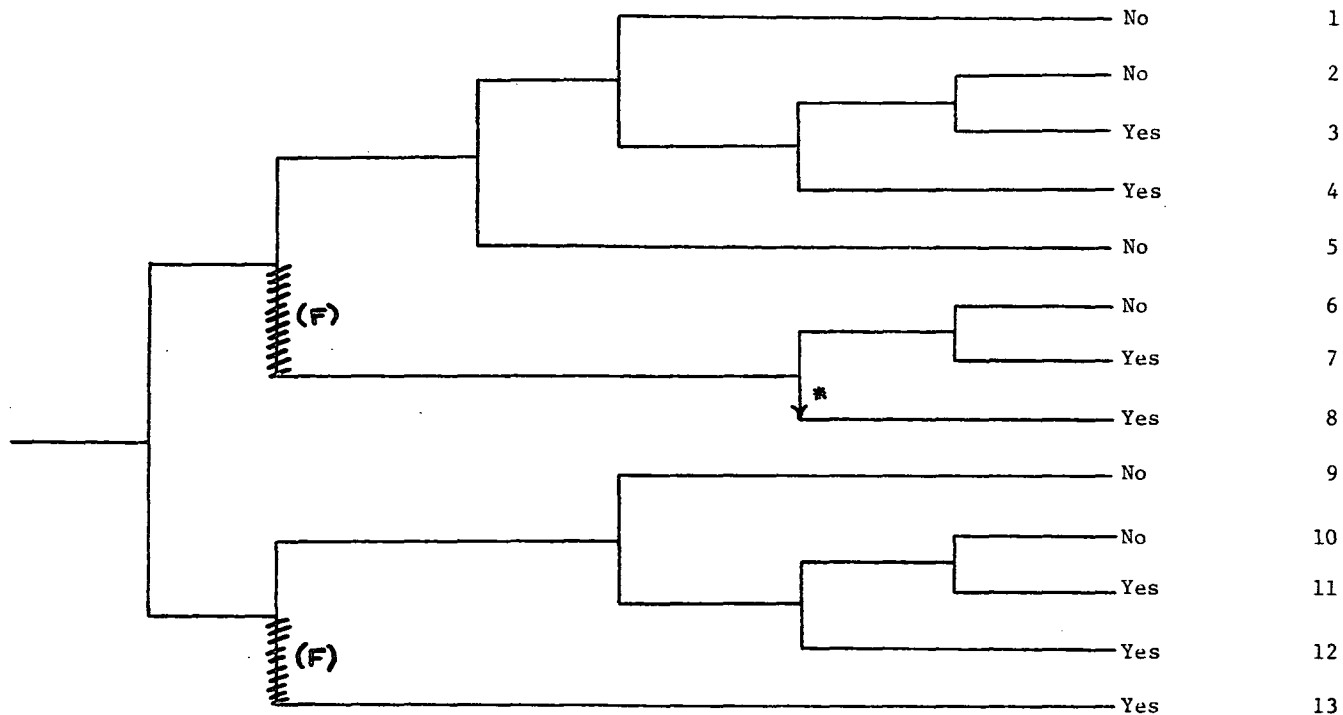 No 1
No 2
Yes 3
Yes 4
No 5
(F)
No 6
Yes 7
*
Yes 8
No 9
No 10
Yes 11
(F)
Yes 12
Yes 13